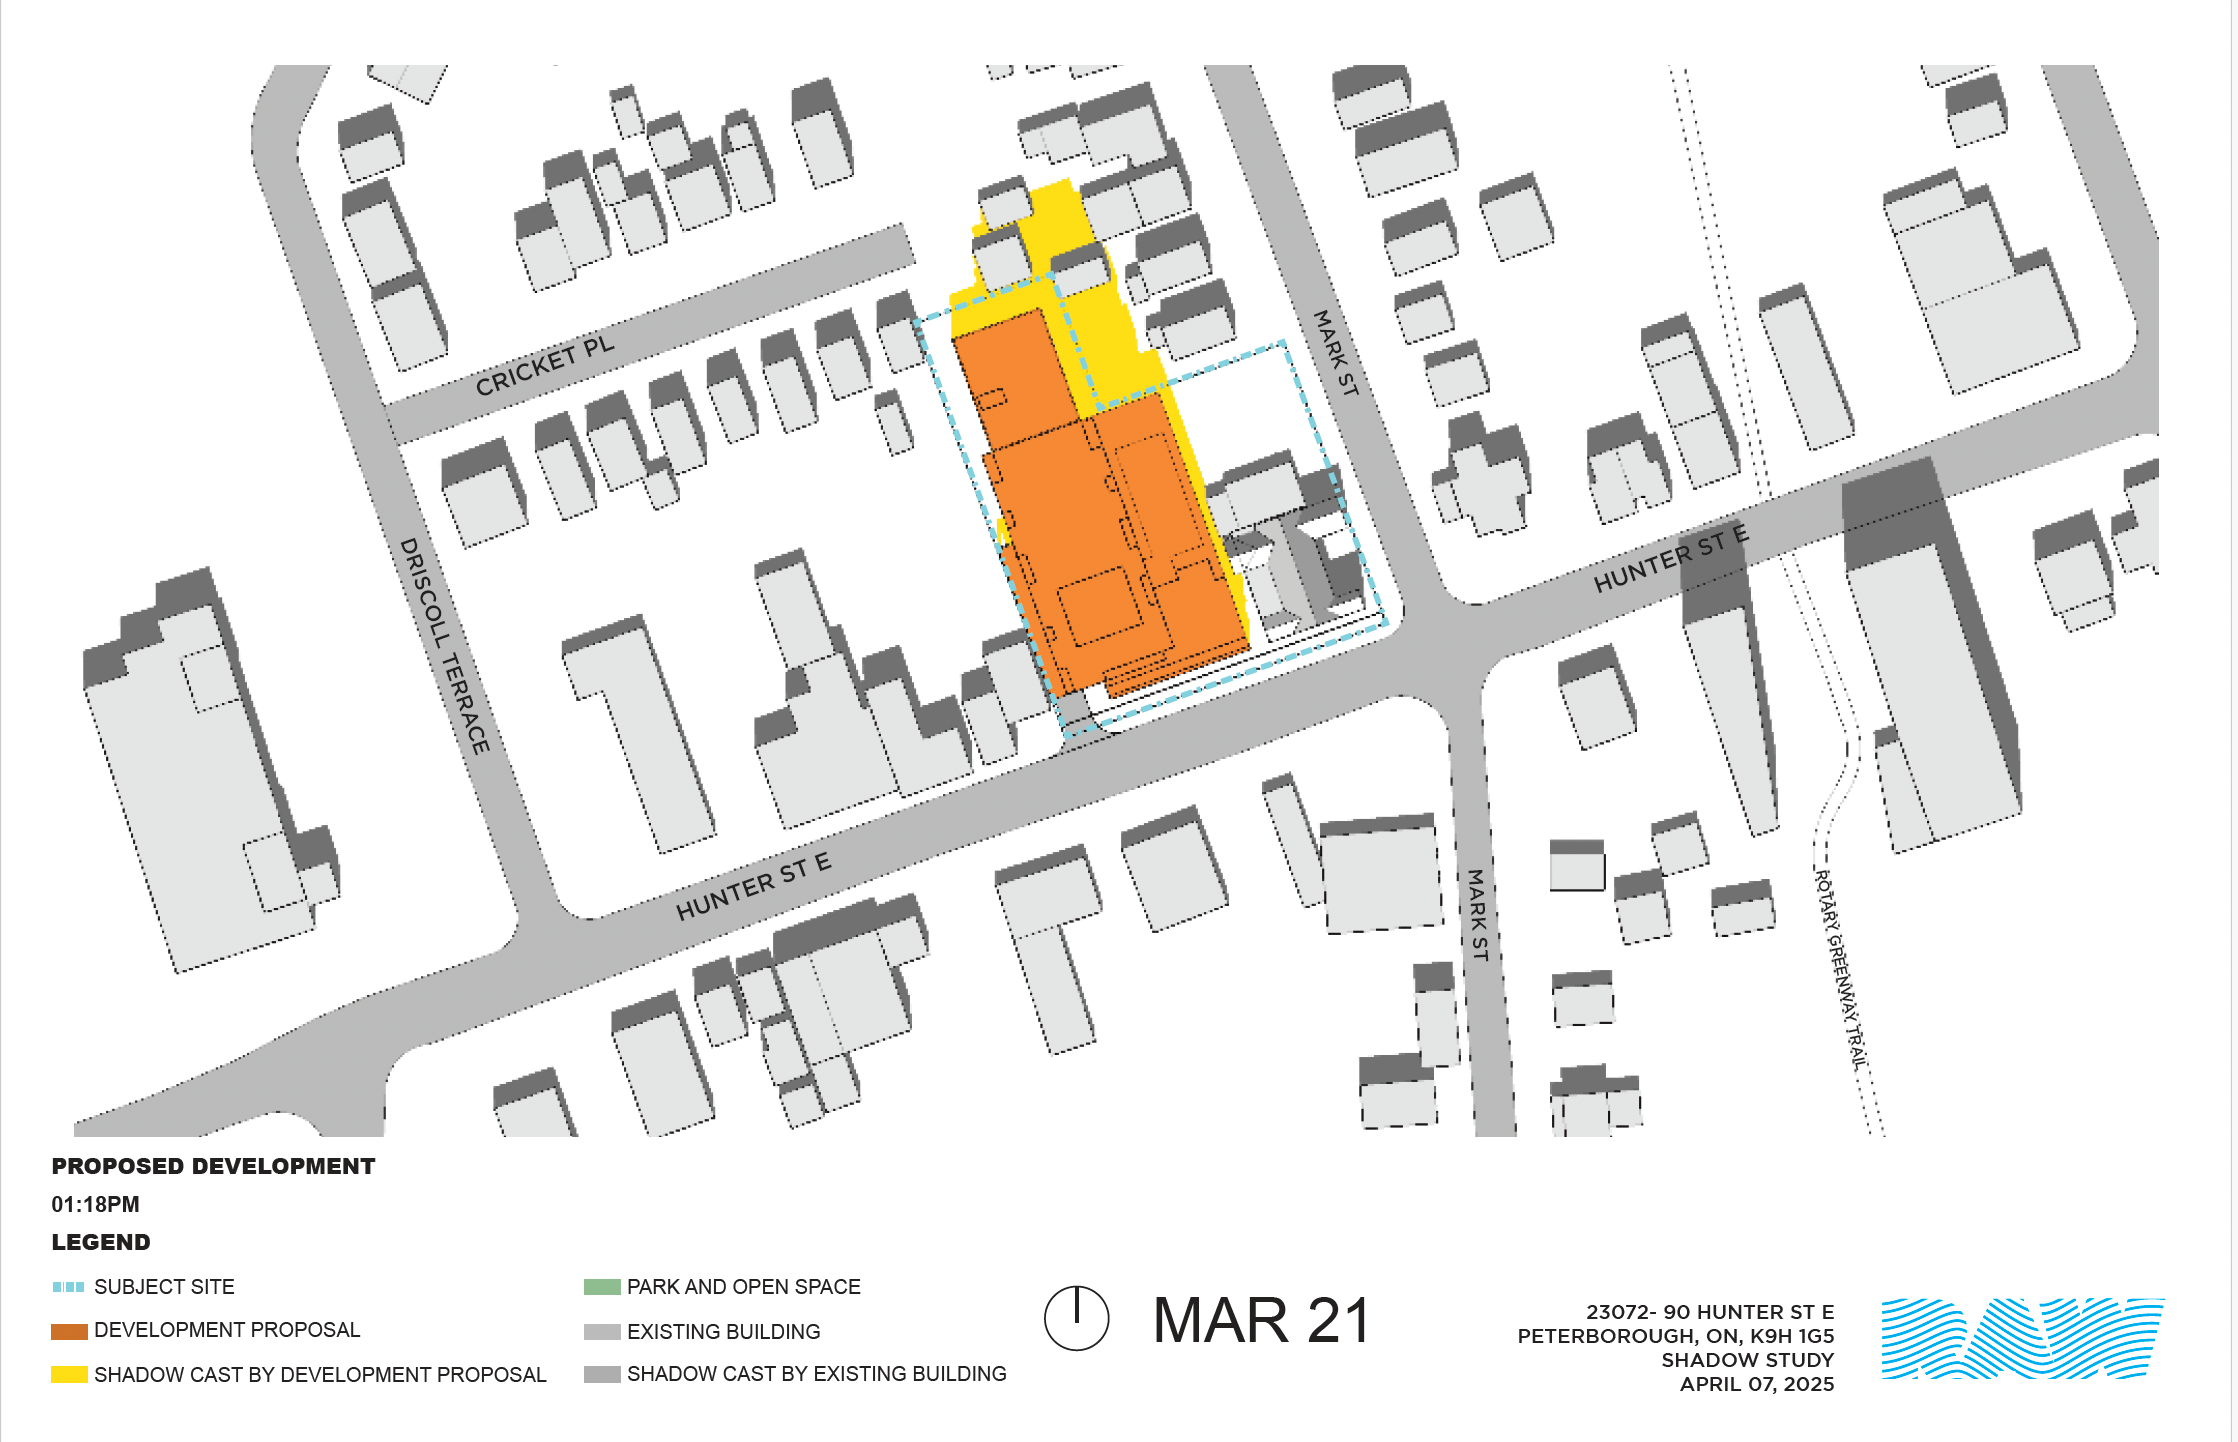 CRICKET PL
MARK ST
DRISCOLL TERRACE
HUNTER ST E
HUNTER ST E
MARK ST
ROTARY GREENWAY TRAIL
PROPOSED DEVELOPMENT
01:18PM
LEGEND
SUBJECT SITE
DEVELOPMENT PROPOSAL
SHADOW CAST BY DEVELOPMENT PROPOSAL
PARK AND OPEN SPACE
EXISTING BUILDING
SHADOW CAST BY EXISTING BUILDING
MAR 21
23072- 90 HUNTER ST E
PETERBOROUGH, ON, K9H 1G5
SHADOW STUDY
APRIL 07, 2025